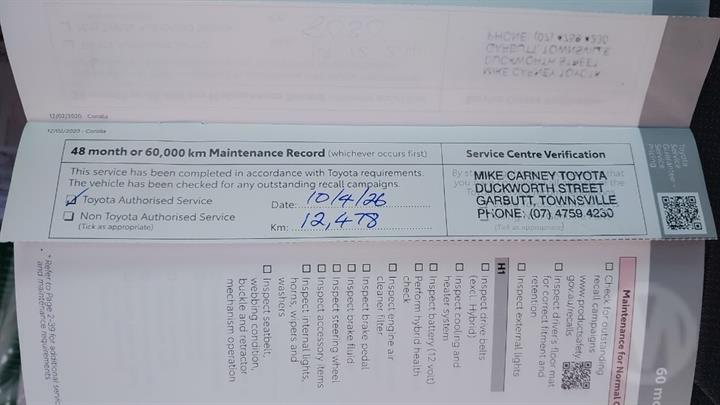 12/02/2020 Corolla
12/02/2020 - Corolla
48 month or 60,000 km Maintenance Record (whichever occurs first)
This service has been completed in accordance with Toyota requirements.
The vehicle has been checked for any outstanding recall campaigns.
Toyota Authorised Service
Date: 10/4/26
Non Toyota Authorised Service
(Tick as appropriate)
Km: 12,478
Service Centre Verification
MIKE CARNEY TOYOTA
DUCKWORTH STREET
GARBUTT, TOWNSVILLE
PHONE: (07) 4759 4230
(Tick as appropriate)
Toyota
Service
Guarantee
Pricing
60
Maintenance for Normal
Check for outstanding
recall campaigns
www.productsafety.
gov.au/recalls
Inspect driver's floor mat
for correct fitment and
retention
Inspect external lights
H1
Inspect drive belts
(excl. Hybrid)
Inspect cooling and
heater system
Inspect battery (12 volt)
Perform hybrid health
check
Inspect engine air
cleaner filter
Inspect brake pedal
Inspect brake fluid
Inspect steering wheel
Inspect accessory items
Inspect internal lights,
horns, wipers and
washers
Inspect seatbelt,
webbing condition,
buckle and retractor
mechanism operation
* Refer to Page 2-39 for additional
and maintenance requirements